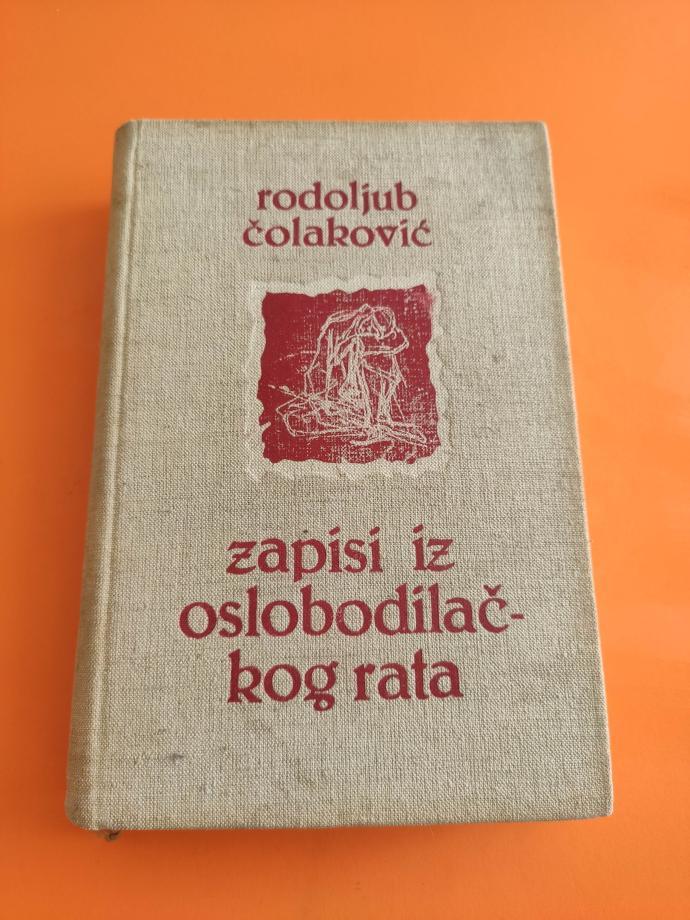 rodoljub
čolaković
zapisi iz
oslobodilač-
kog rata